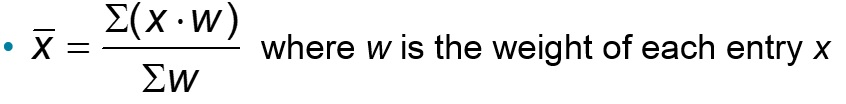 • x̅ = Σ(x · w) / Σw where w is the weight of each entry x